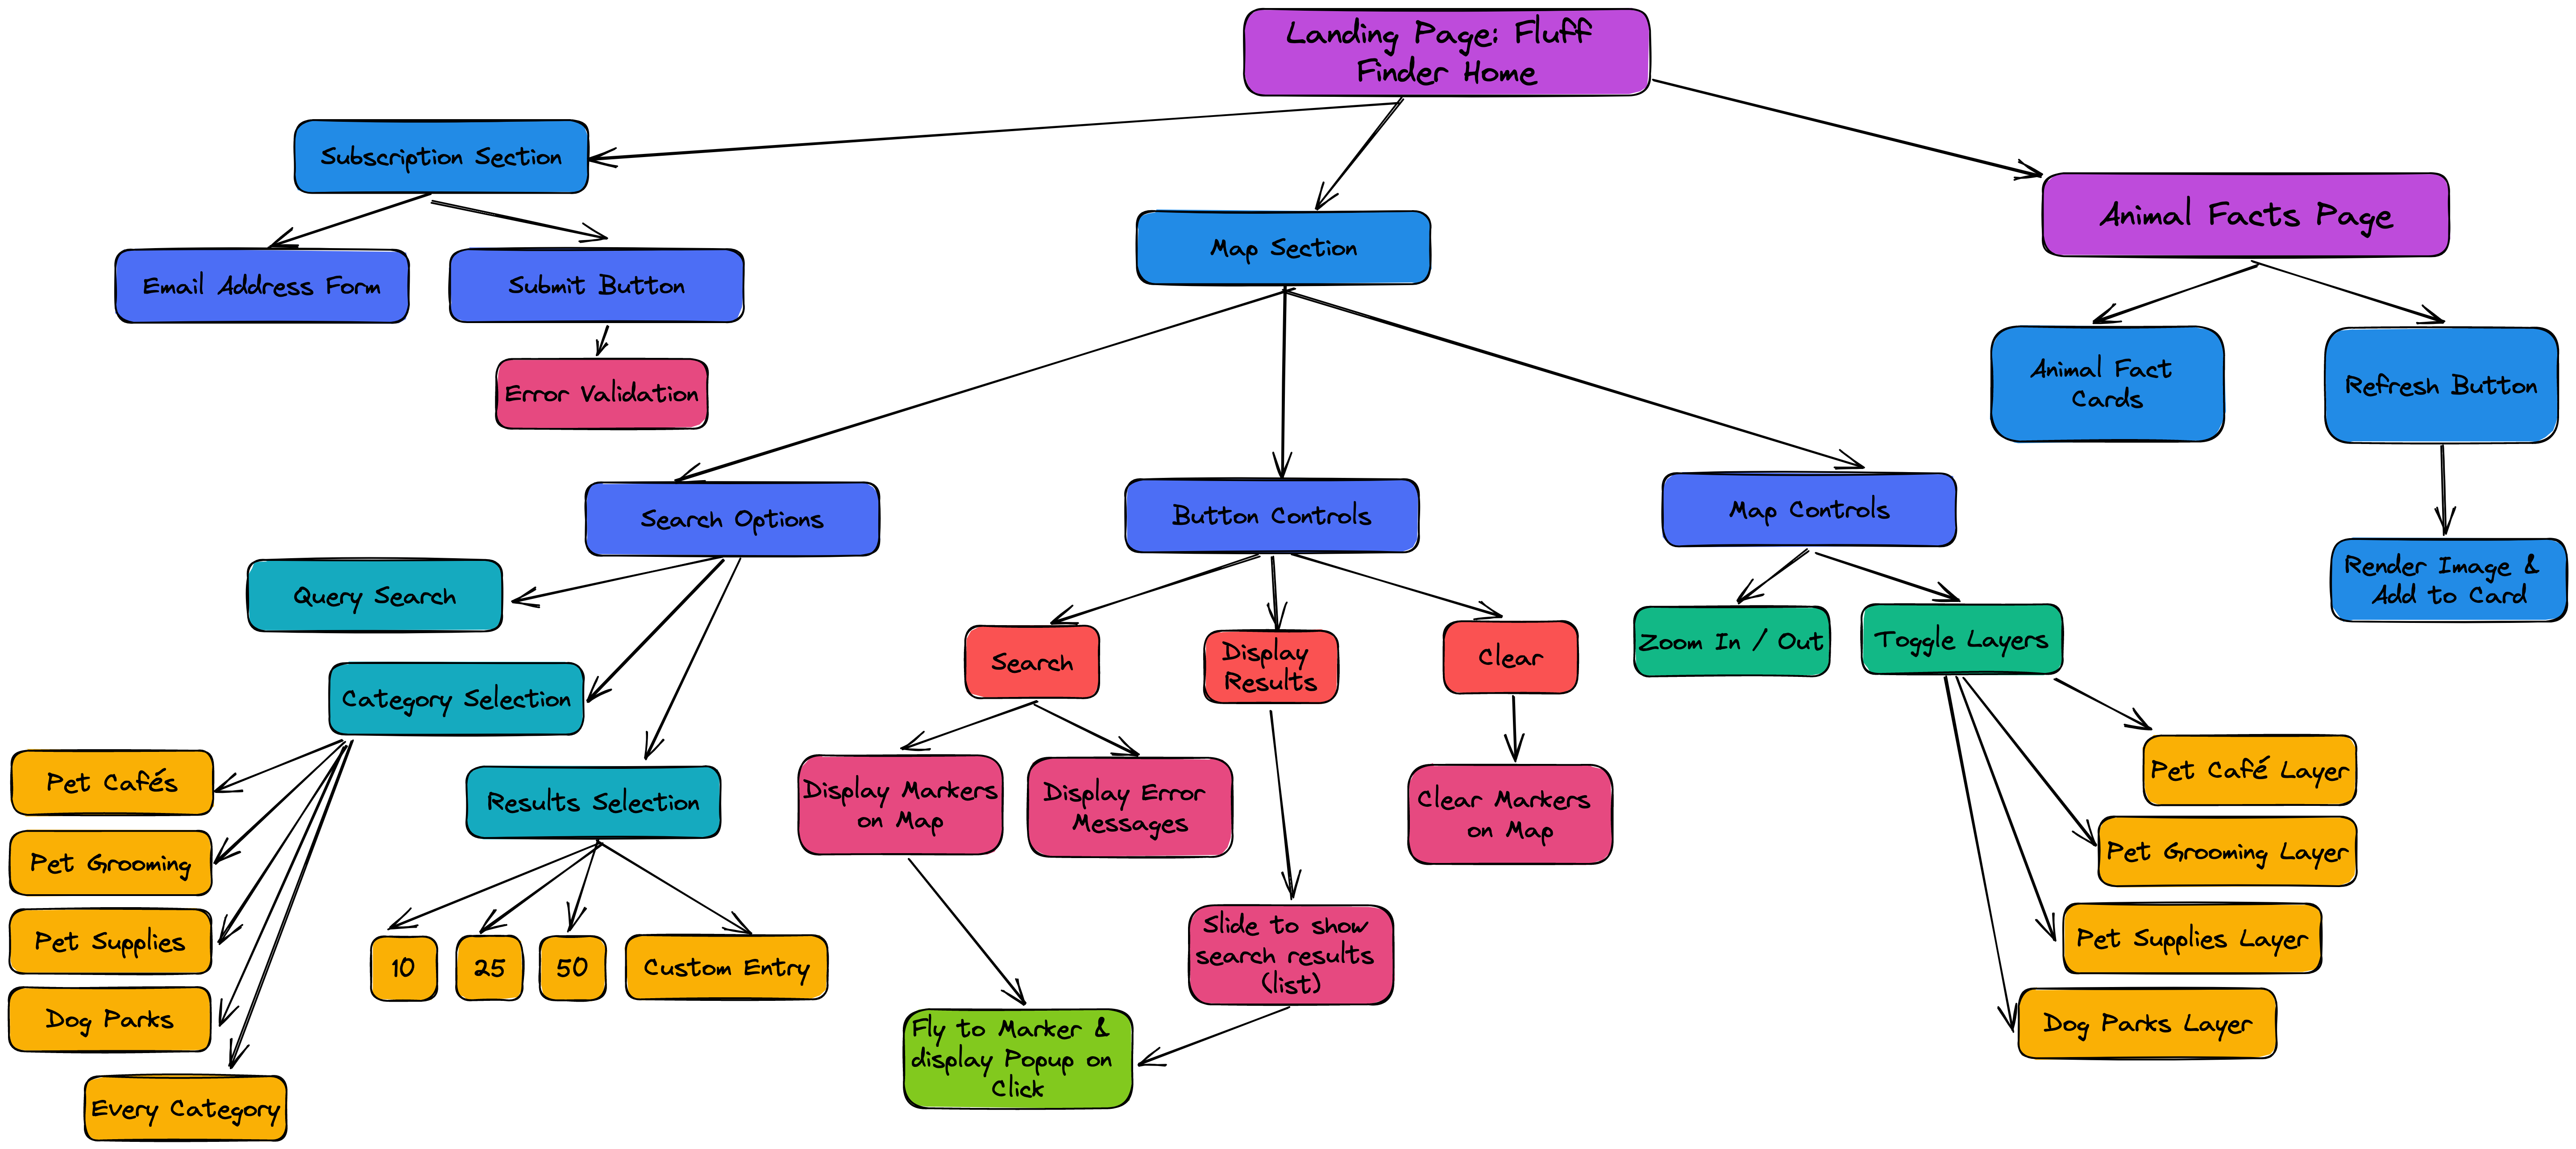 Landing Page: Fluff
Finder Home
Subscription Section
Animal Facts Page
Map Section
Email Address Form
Submit Button
Error Validation
Animal Fact
Cards
Refresh Button
Search Options
Button Controls
Map Controls
Render Image &
Add to Card
Query Search
Category Selection
Results Selection
Search
Display
Results
Clear
Zoom In / Out
Toggle Layers
Pet Cafés
Pet Grooming
Pet Supplies
Dog Parks
Every Category
10
25
50
Custom Entry
Display Markers
on Map
Display Error
Messages
Clear Markers
on Map
Slide to show
search results
(list)
Fly to Marker &
display Popup on
Click
Pet Café Layer
Pet Grooming Layer
Pet Supplies Layer
Dog Parks Layer